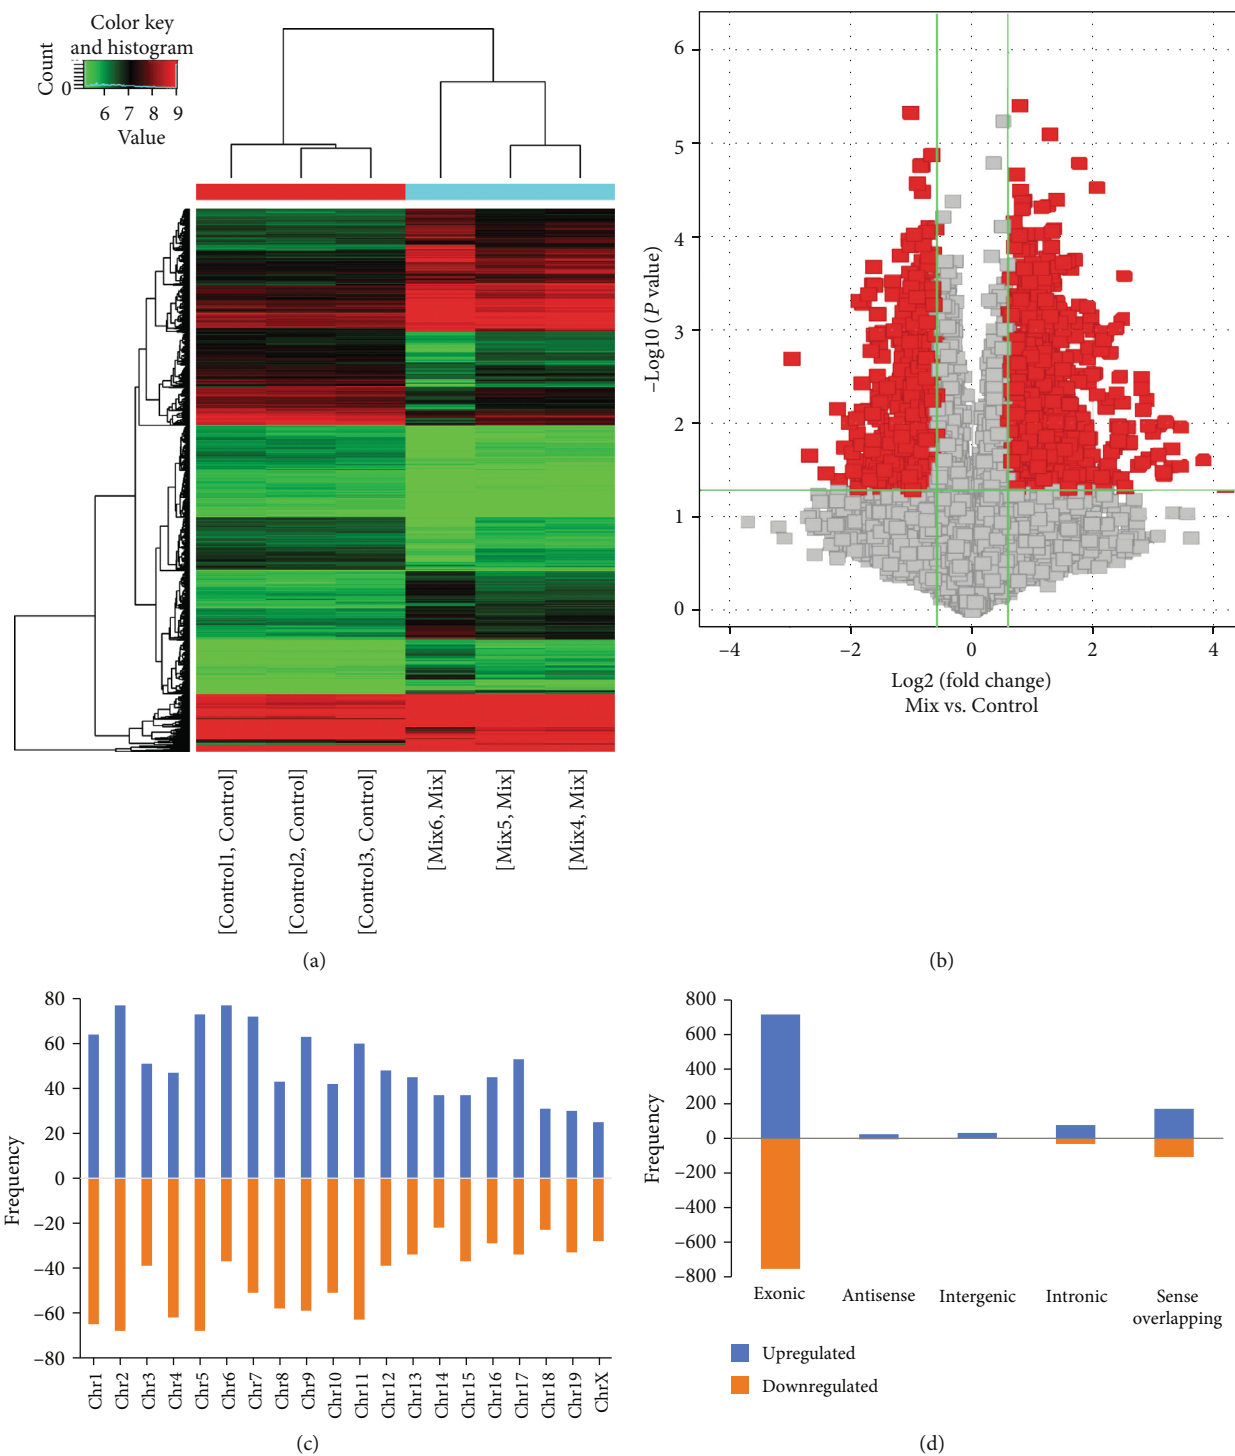 Color key
and histogram
Count
0
6 7 8 9
Value
[Control1, Control]
[Control2, Control]
[Control3, Control]
[Mix6, Mix]
[Mix5, Mix]
[Mix4, Mix]
(a)
6
5
4
3
2
1
0
–Log10 (P value)
–4 –2 0 2 4
Log2 (fold change)
Mix vs. Control
(b)
80
60
40
20
0
–20
–40
–60
–80
Frequency
Chr1
Chr2
Chr3
Chr4
Chr5
Chr6
Chr7
Chr8
Chr9
Chr10
Chr11
Chr12
Chr13
Chr14
Chr15
Chr16
Chr17
Chr18
Chr19
ChrX
(c)
800
600
400
200
0
–200
–400
–600
–800
Frequency
Exonic
Antisense
Intergenic
Intronic
Sense
overlapping
Upregulated
Downregulated
(d)